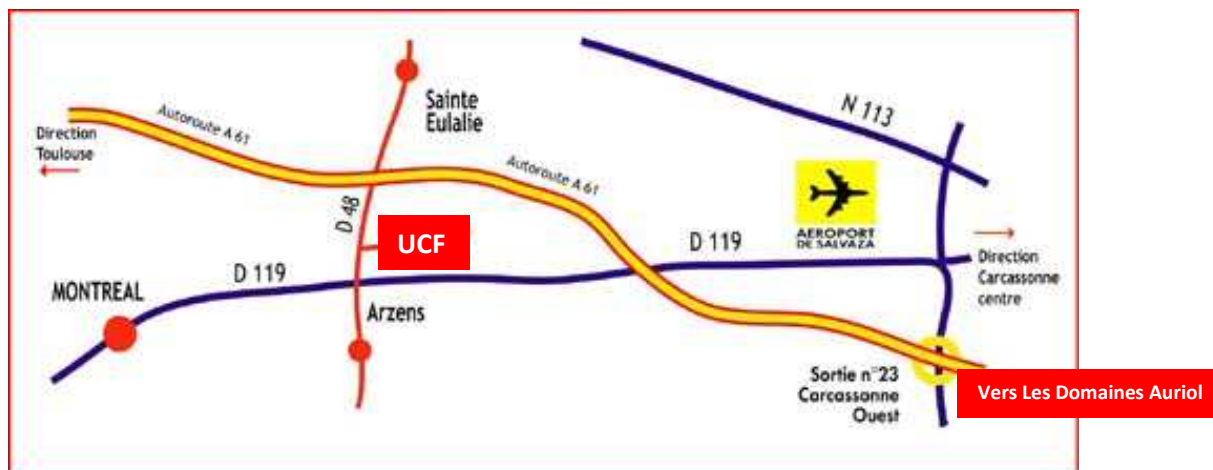 Sainte
Eulalie
Autoroute A 61
Direction
Toulouse
N 113
Autoroute A 61
D 48
UCF
AEROPORT
DE SALVAZA
D 119
D 119
Direction
Carcassonne
centre
MONTREAL
Arzens
Sortie n°23
Carcassonne
Ouest
Vers Les Domaines Auriol